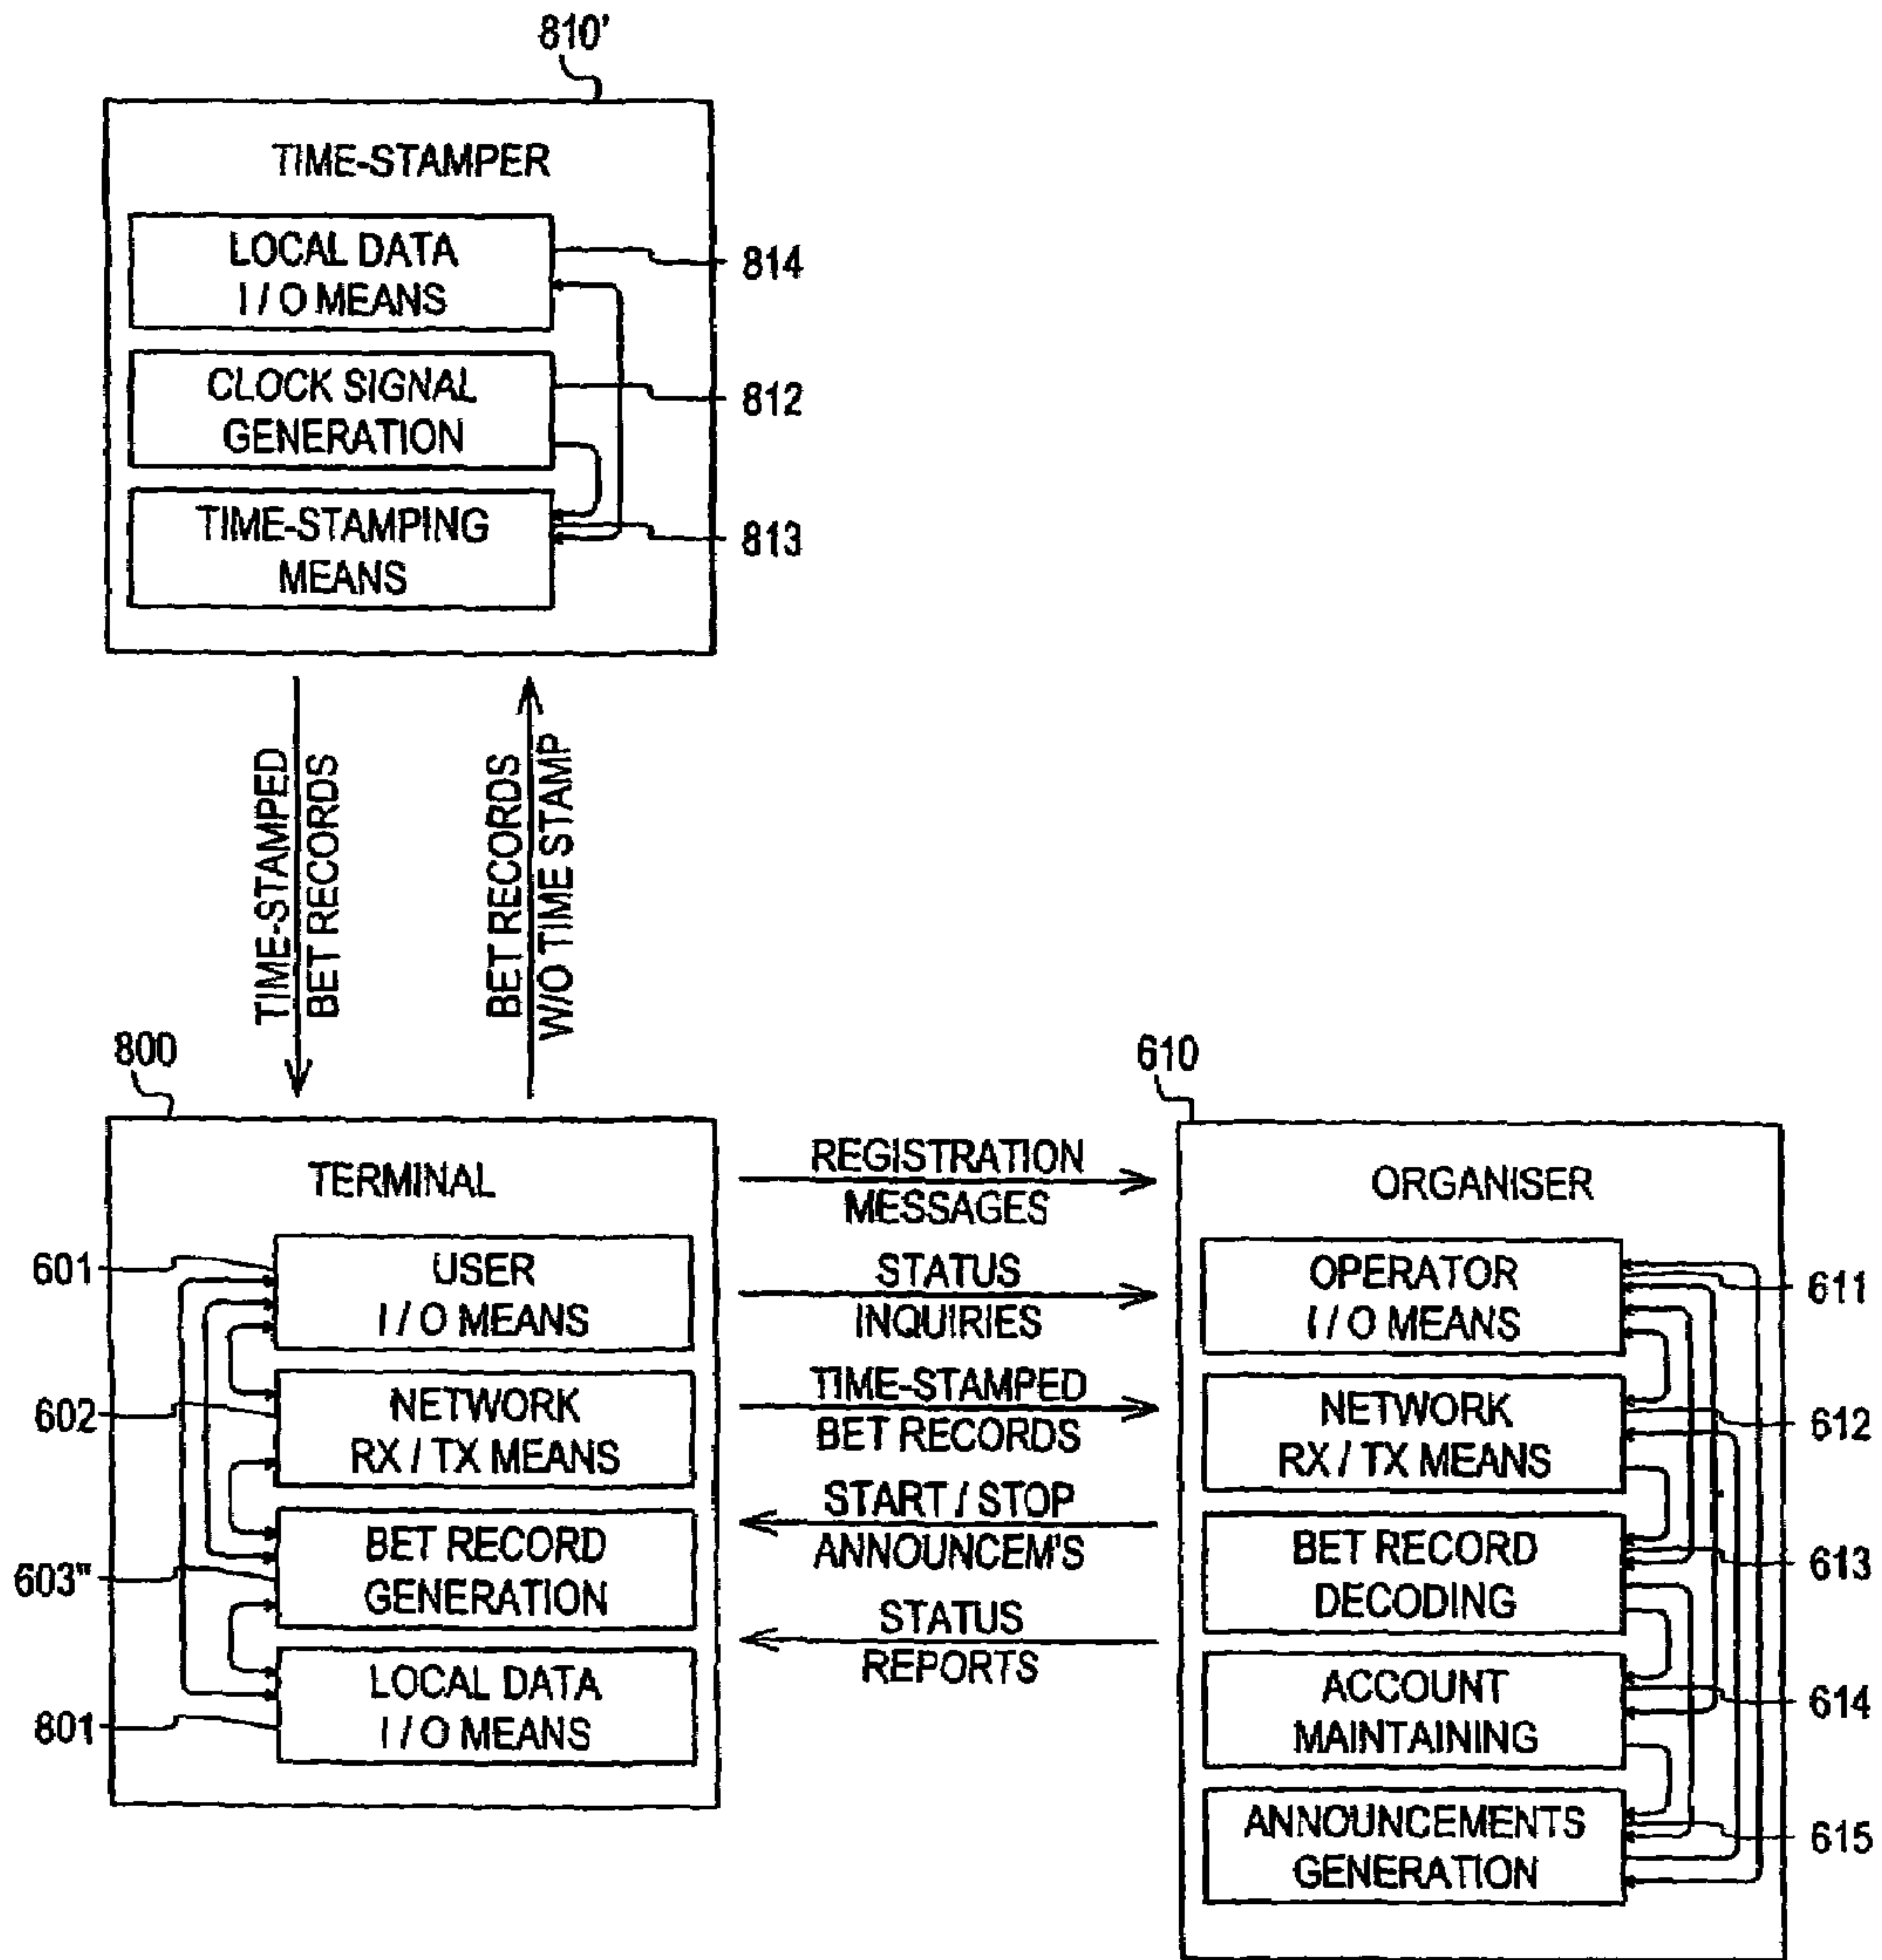 810'
TIME-STAMPER
LOCAL DATA
I / O MEANS
814
CLOCK SIGNAL
GENERATION
812
TIME-STAMPING
MEANS
813
TIME-STAMPED
BET RECORDS
BET RECORDS
W/O TIME STAMP
800
TERMINAL
601
USER
I / O MEANS
602
NETWORK
RX / TX MEANS
603"
BET RECORD
GENERATION
801
LOCAL DATA
I / O MEANS
REGISTRATION
MESSAGES
STATUS
INQUIRIES
TIME-STAMPED
BET RECORDS
START / STOP
ANNOUNCEM'S
STATUS
REPORTS
610
ORGANISER
OPERATOR
I / O MEANS
611
NETWORK
RX / TX MEANS
612
BET RECORD
DECODING
613
ACCOUNT
MAINTAINING
614
ANNOUNCEMENTS
GENERATION
615